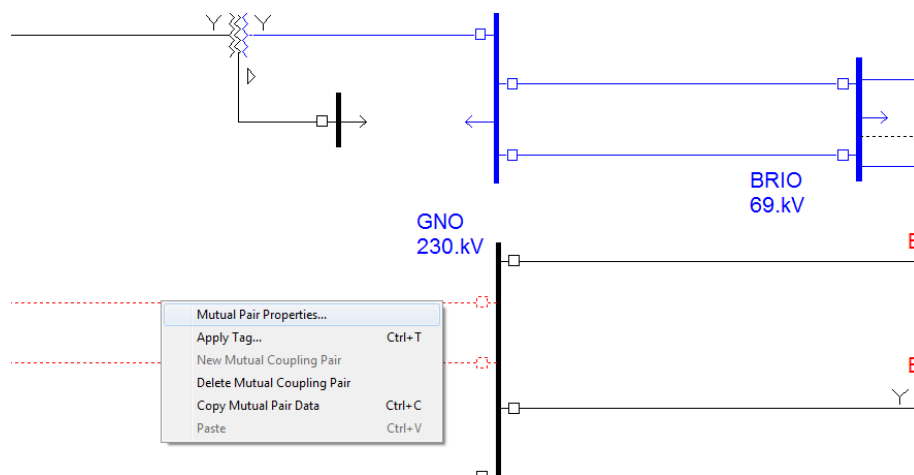 BRIO
69.kV
GNO
230.kV
Mutual Pair Properties...
Apply Tag... Ctrl+T
New Mutual Coupling Pair
Delete Mutual Coupling Pair
Copy Mutual Pair Data Ctrl+C
Paste Ctrl+V